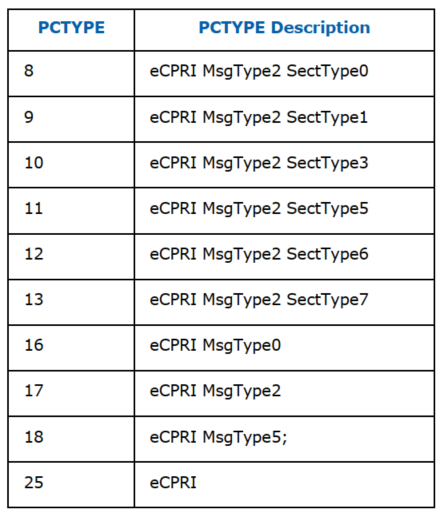 PCTYPE PCTYPE Description
8 eCPRI MsgType2 SectType0
9 eCPRI MsgType2 SectType1
10 eCPRI MsgType2 SectType3
11 eCPRI MsgType2 SectType5
12 eCPRI MsgType2 SectType6
13 eCPRI MsgType2 SectType7
16 eCPRI MsgType0
17 eCPRI MsgType2
18 eCPRI MsgType5;
25 eCPRI